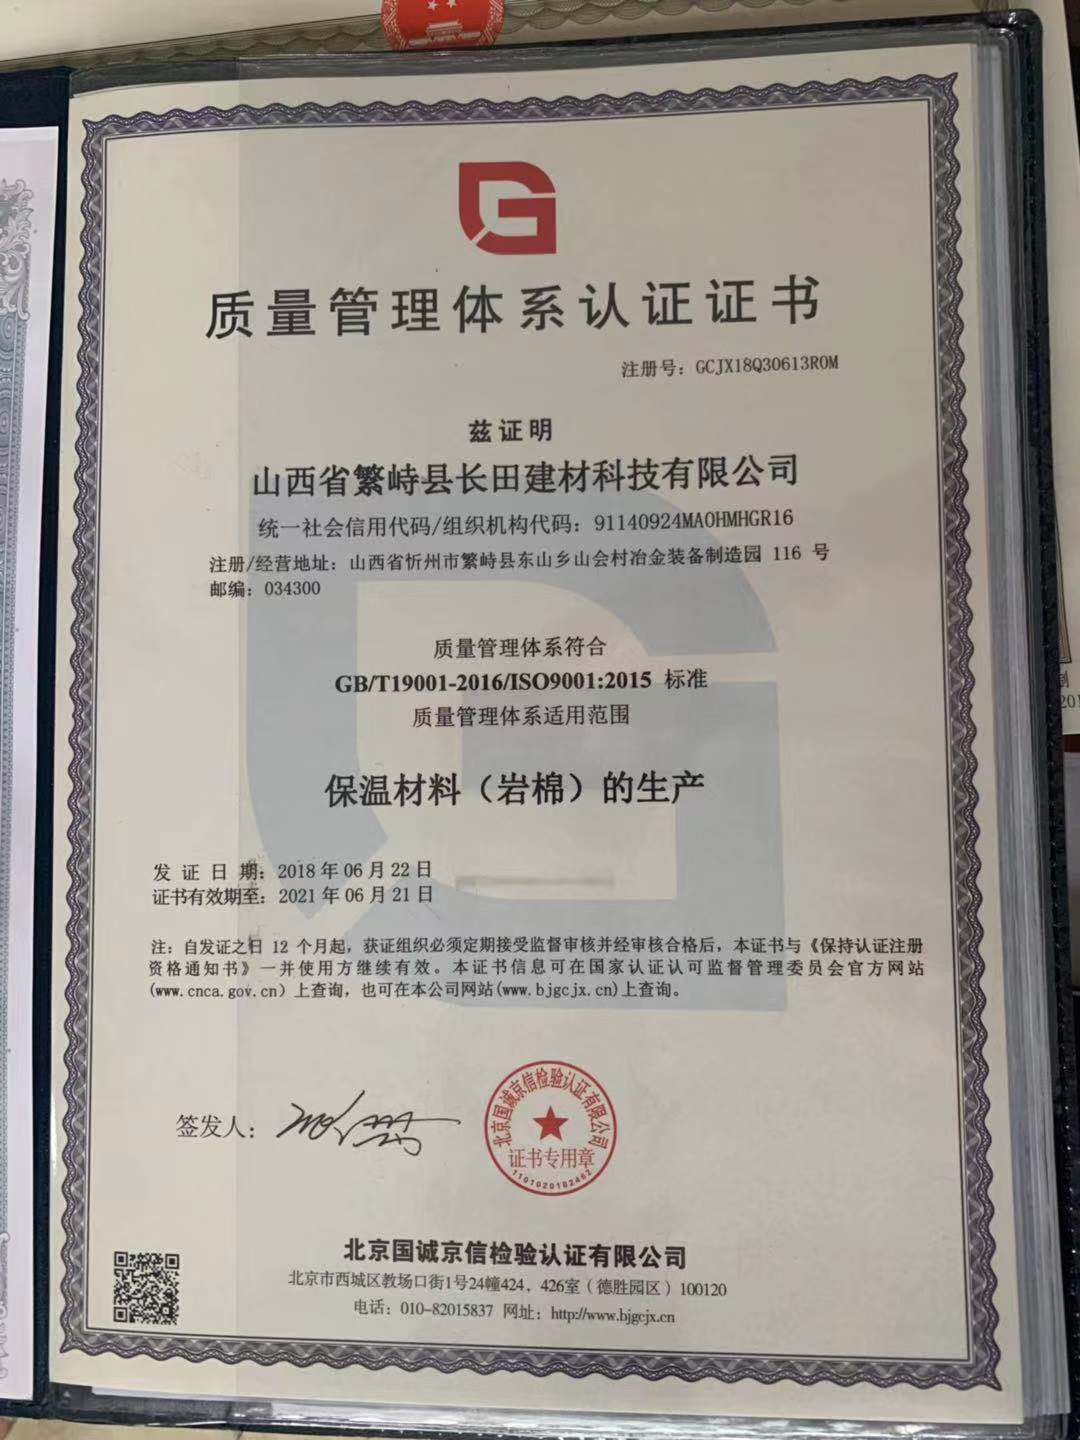 质量管理体系认证证书
注册号：GCJX18Q30613R0M
兹证明
山西省繁峙县长田建材科技有限公司
统一社会信用代码/组织机构代码：91140924MA0HMHGR16
注册/经营地址：山西省忻州市繁峙县东山乡山会村冶金装备制造园 116 号
邮编：034300
质量管理体系符合
GB/T19001-2016/ISO9001:2015 标准
质量管理体系适用范围
保温材料（岩棉）的生产
发 证 日 期：2018 年 06 月 22 日
证书有效期至：2021 年 06 月 21 日
注：自发证之日 12 个月起，获证组织必须定期接受监督审核并经审核合格后，本证书与《保持认证注册
资格通知书》一并使用方继续有效。本证书信息可在国家认证认可监督管理委员会官方网站
(www.cnca.gov.cn）上查询，也可在本公司网站(www.bjgcjx.cn)上查询。
签发人：
北京国诚京信检验认证有限公司
证书专用章
1101020182462
北京国诚京信检验认证有限公司
北京市西城区教场口街1号24幢424，426室（德胜园区）100120
电话：010-82015837 网址：http://www.bjgcjx.cn